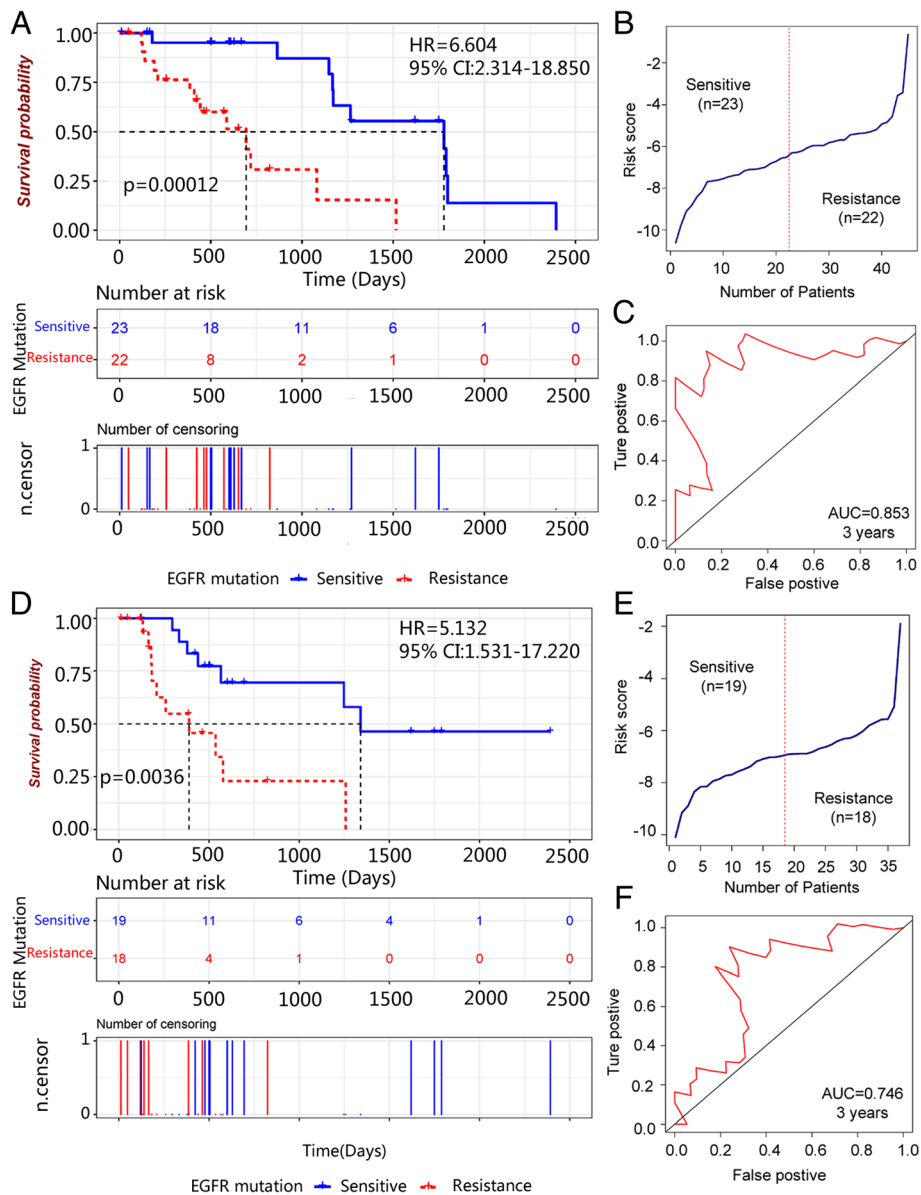 A
Survival probability
1.00
0.75
0.50
0.25
0.00
HR=6.604
95% CI:2.314-18.850
p=0.00012
0 500 1000 1500 2000 2500
Time (Days)
Number at risk
EGFR Mutation
Sensitive 23 18 11 6 1 0
Resistance 22 8 2 1 0 0
0 500 1000 1500 2000 2500
Number of censoring
n.censor
1
0
0 500 1000 1500 2000 2500
EGFR mutation Sensitive Resistance
B
Risk score
-2
-4
-6
-8
-10
Sensitive
(n=23)
Resistance
(n=22)
0 10 20 30 40
Number of Patients
C
Ture postive
1.0
0.8
0.6
0.4
0.2
0.0
AUC=0.853
3 years
0.0 0.2 0.4 0.6 0.8 1.0
False postive
D
Survival probability
1.00
0.75
0.50
0.25
0.00
HR=5.132
95% CI:1.531-17.220
p=0.0036
0 500 1000 1500 2000 2500
Time (Days)
Number at risk
EGFR Mutation
Sensitive 19 11 6 4 1 0
Resistance 18 4 1 0 0 0
0 500 1000 1500 2000 2500
Number of censoring
n.censor
1
0
Time(Days)
EGFR mutation Sensitive Resistance
E
Risk score
-2
-4
-6
-8
-10
Sensitive
(n=19)
Resistance
(n=18)
0 5 10 15 20 25 30 35
Number of Patients
F
Ture postive
1.0
0.8
0.6
0.4
0.2
0.0
AUC=0.746
3 years
0.0 0.2 0.4 0.6 0.8 1.0
False postive